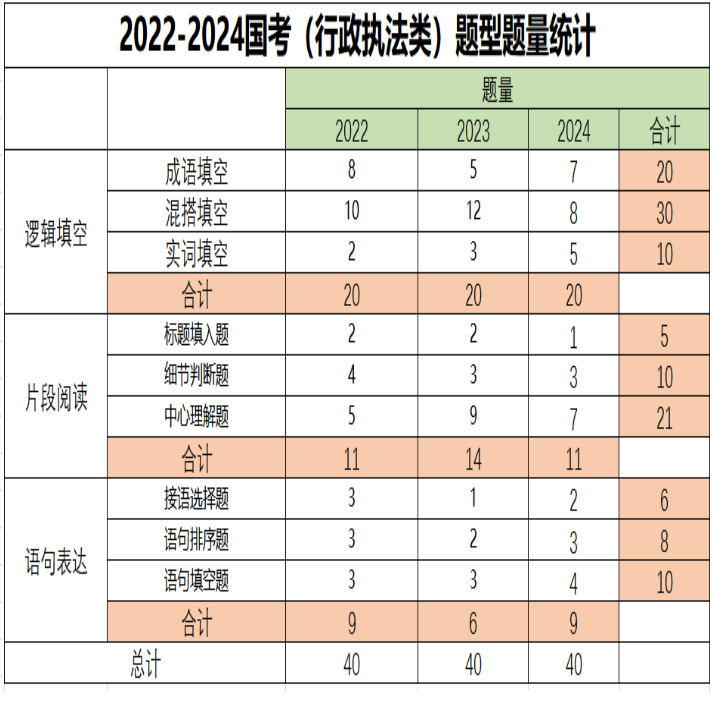 2022-2024国考（行政执法类）题型题量统计
题量
2022 2023 2024 合计
逻辑填空
成语填空 8 5 7 20
混搭填空 10 12 8 30
实词填空 2 3 5 10
合计 20 20 20
片段阅读
标题填入题 2 2 1 5
细节判断题 4 3 3 10
中心理解题 5 9 7 21
合计 11 14 11
语句表达
接语选择题 3 1 2 6
语句排序题 3 2 3 8
语句填空题 3 3 4 10
合计 9 6 9
总计 40 40 40